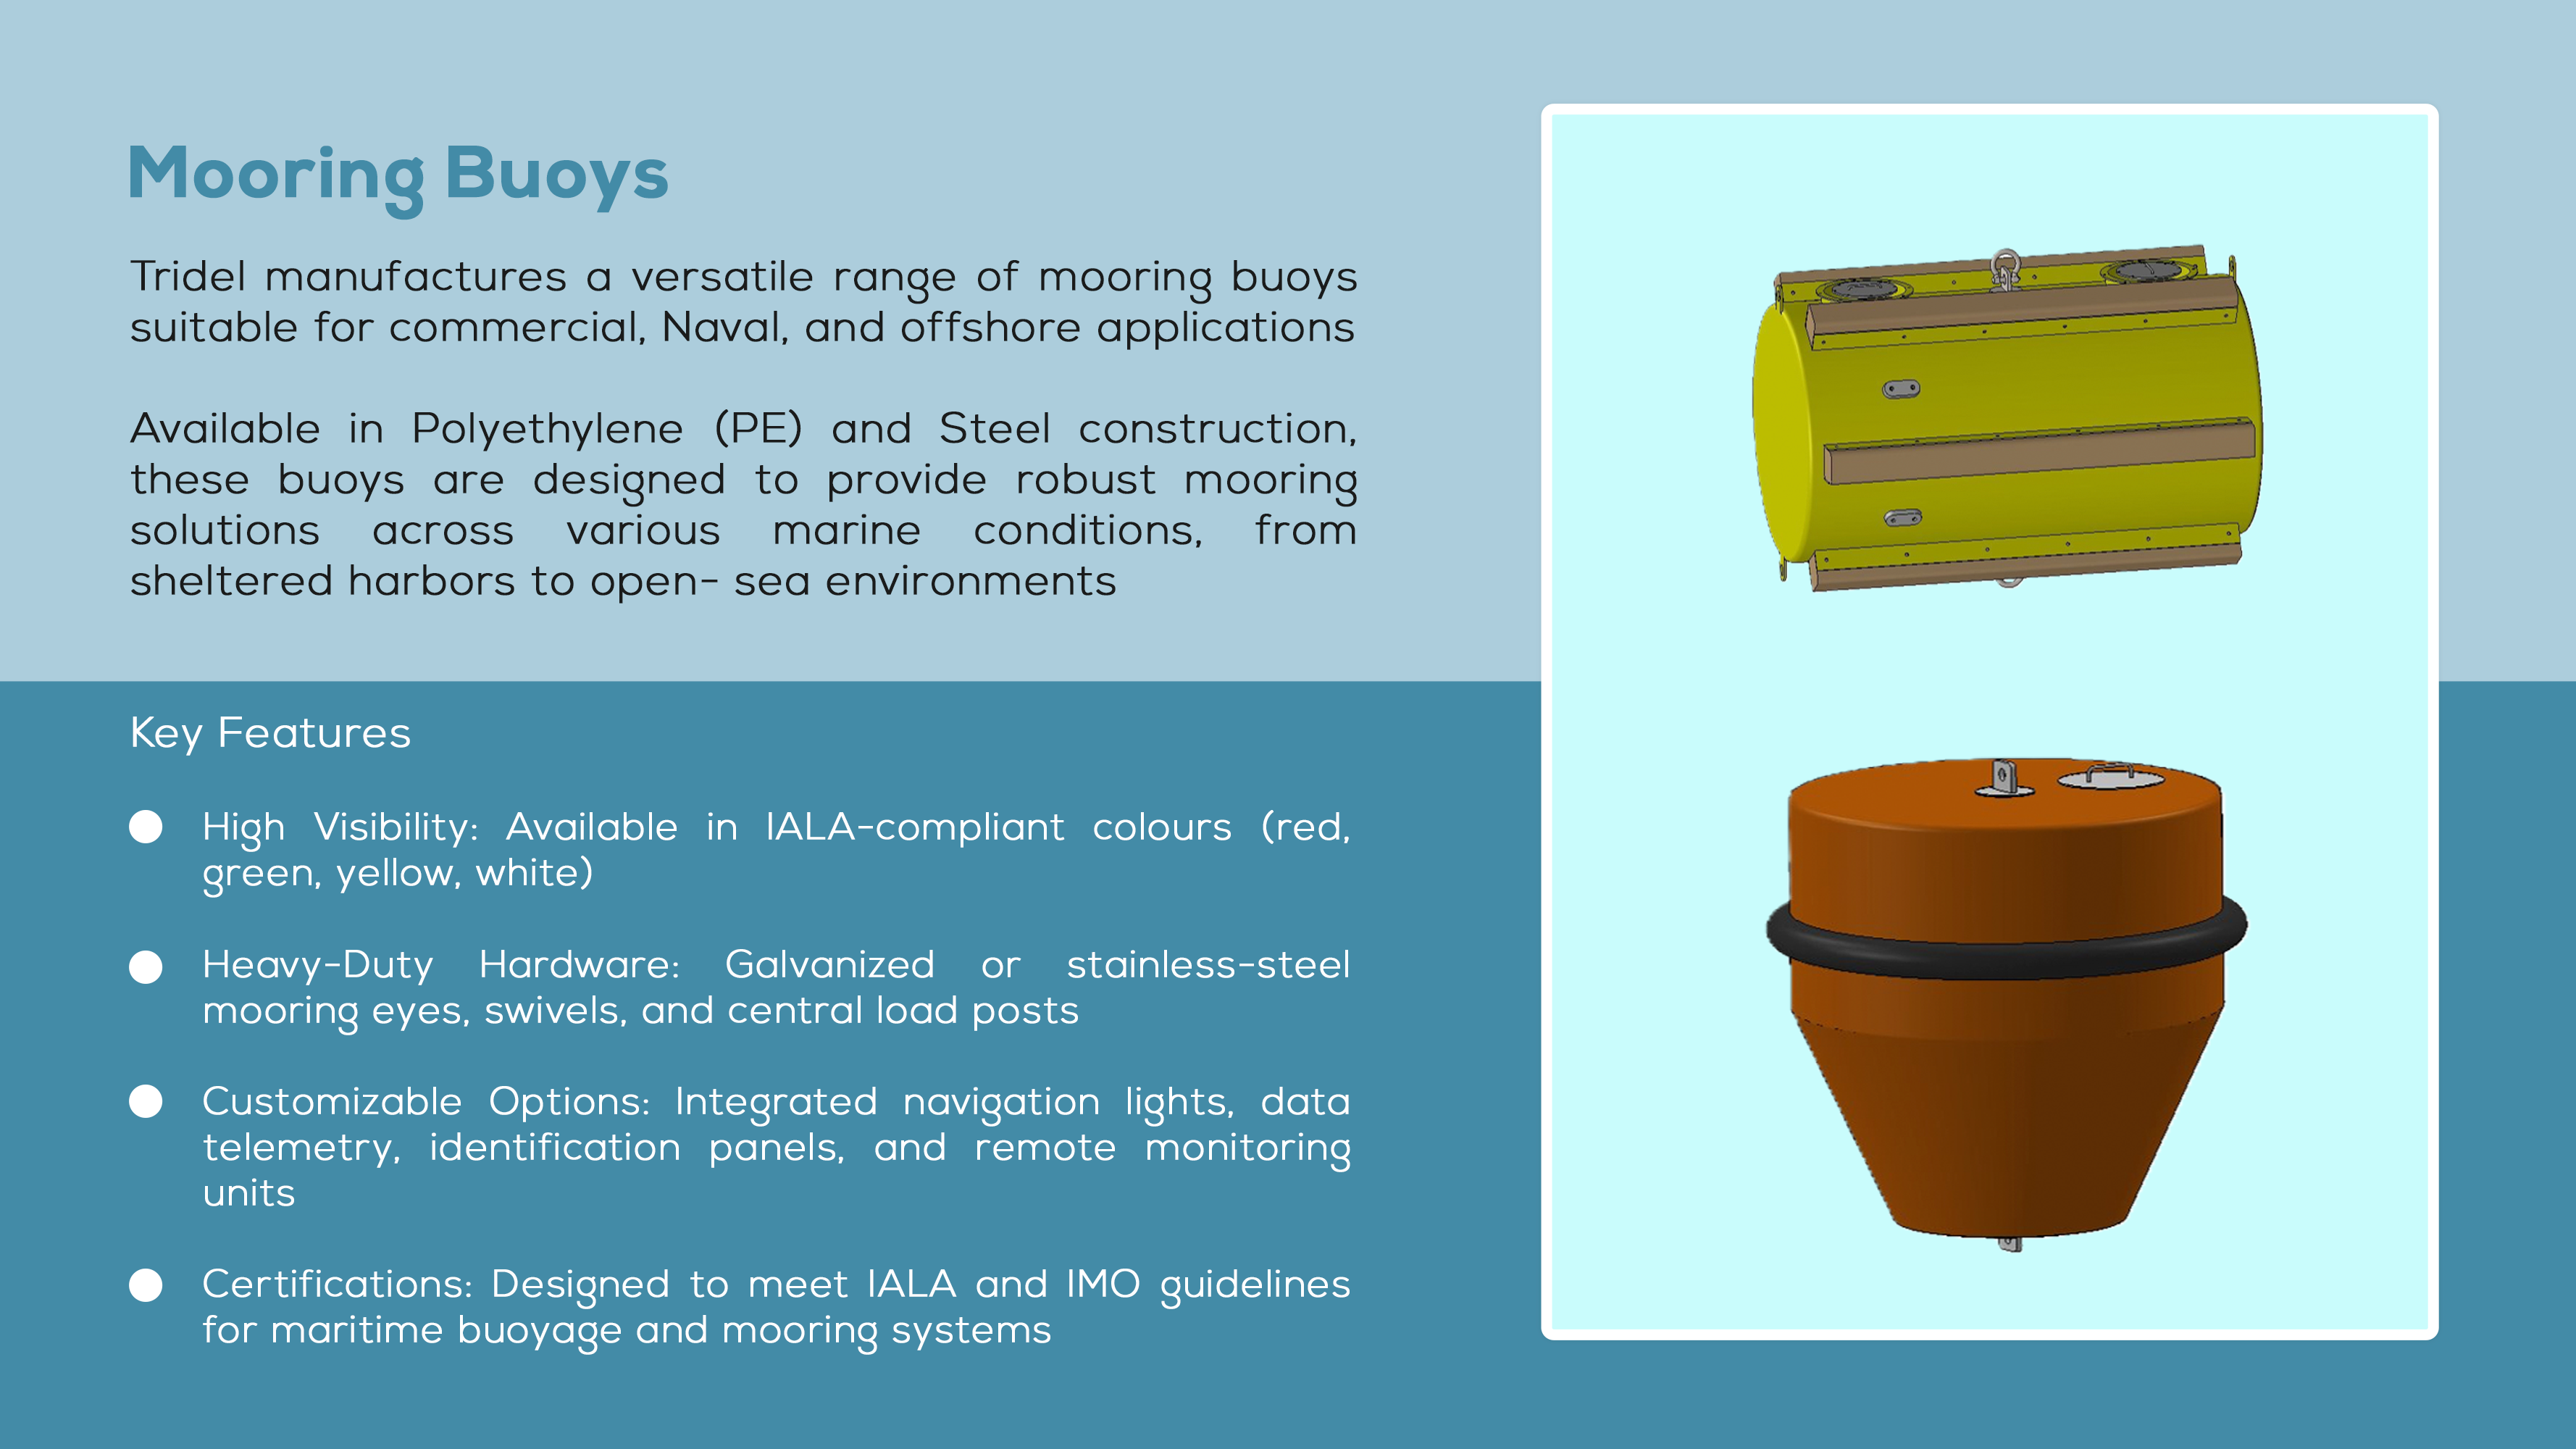 Mooring Buoys
Tridel manufactures a versatile range of mooring buoys
suitable for commercial, Naval, and offshore applications
Available in Polyethylene (PE) and Steel construction,
these buoys are designed to provide robust mooring
solutions across various marine conditions, from
sheltered harbors to open- sea environments
Key Features
High Visibility: Available in IALA-compliant colours (red,
green, yellow, white)
Heavy-Duty Hardware: Galvanized or stainless-steel
mooring eyes, swivels, and central load posts
Customizable Options: Integrated navigation lights, data
telemetry, identification panels, and remote monitoring
units
Certifications: Designed to meet IALA and IMO guidelines
for maritime buoyage and mooring systems